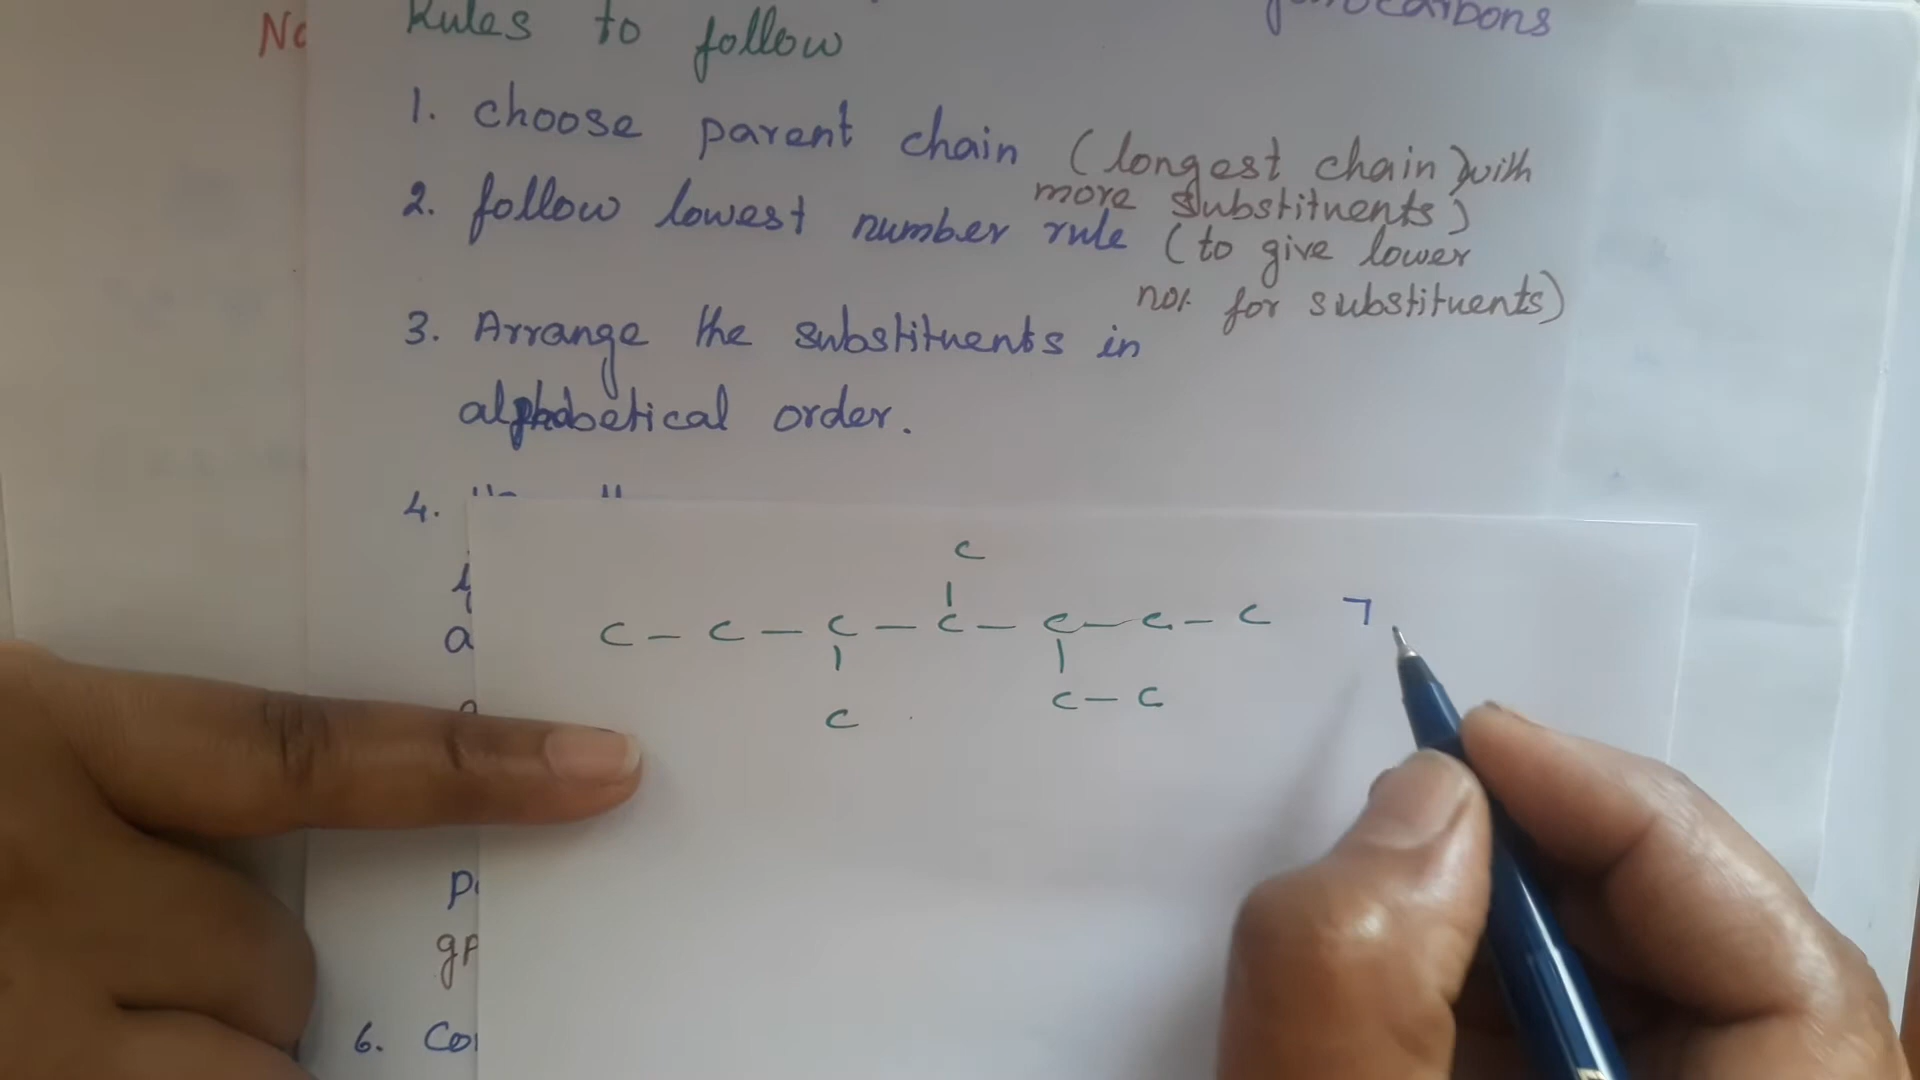 Rules to follow
1. choose parent chain (longest chain) with
more substituents)
2. follow lowest number rule (to give lower
no. for substituents)
3. Arrange the substituents in
alphabetical order.
4.
C
C - C - C - C - C - C - C 7
C C - C
6.